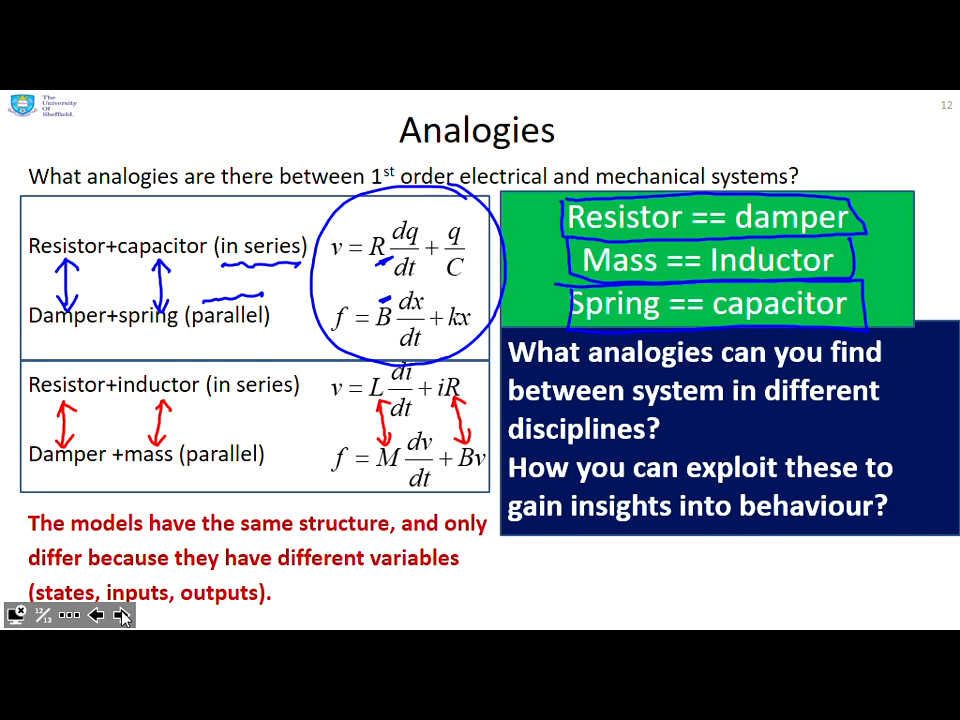 The
University
Of
Sheffield.
12
Analogies
What analogies are there between 1st order electrical and mechanical systems?
Resistor+capacitor (in series)
v = R dq/dt + q/C
Damper+spring (parallel)
f = B dx/dt + kx
Resistor+inductor (in series)
v = L di/dt + iR
Damper +mass (parallel)
f = M dv/dt + Bv
The models have the same structure, and only
differ because they have different variables
(states, inputs, outputs).
Resistor == damper
Mass == Inductor
Spring == capacitor
What analogies can you find
between system in different
disciplines?
How you can exploit these to
gain insights into behaviour?
12/13